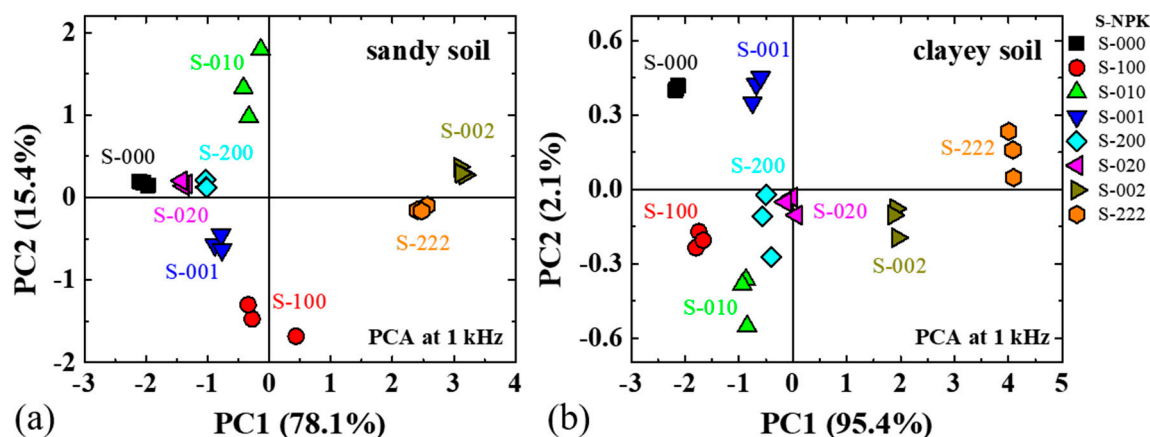 2
1
0
-1
-2
PC2 (15.4%)
sandy soil
S-010
S-002
S-000
S-200
S-020
S-222
S-001
S-100
PCA at 1 kHz
-3 -2 -1 0 1 2 3 4
(a)
PC1 (78.1%)
0.6
0.3
0.0
-0.3
-0.6
PC2 (2.1%)
clayey soil
S-000
S-001
S-222
S-200
S-100
S-020
S-002
S-010
PCA at 1 kHz
-3 -2 -1 0 1 2 3 4 5
(b)
PC1 (95.4%)
S-NPK
S-000
S-100
S-010
S-001
S-200
S-020
S-002
S-222